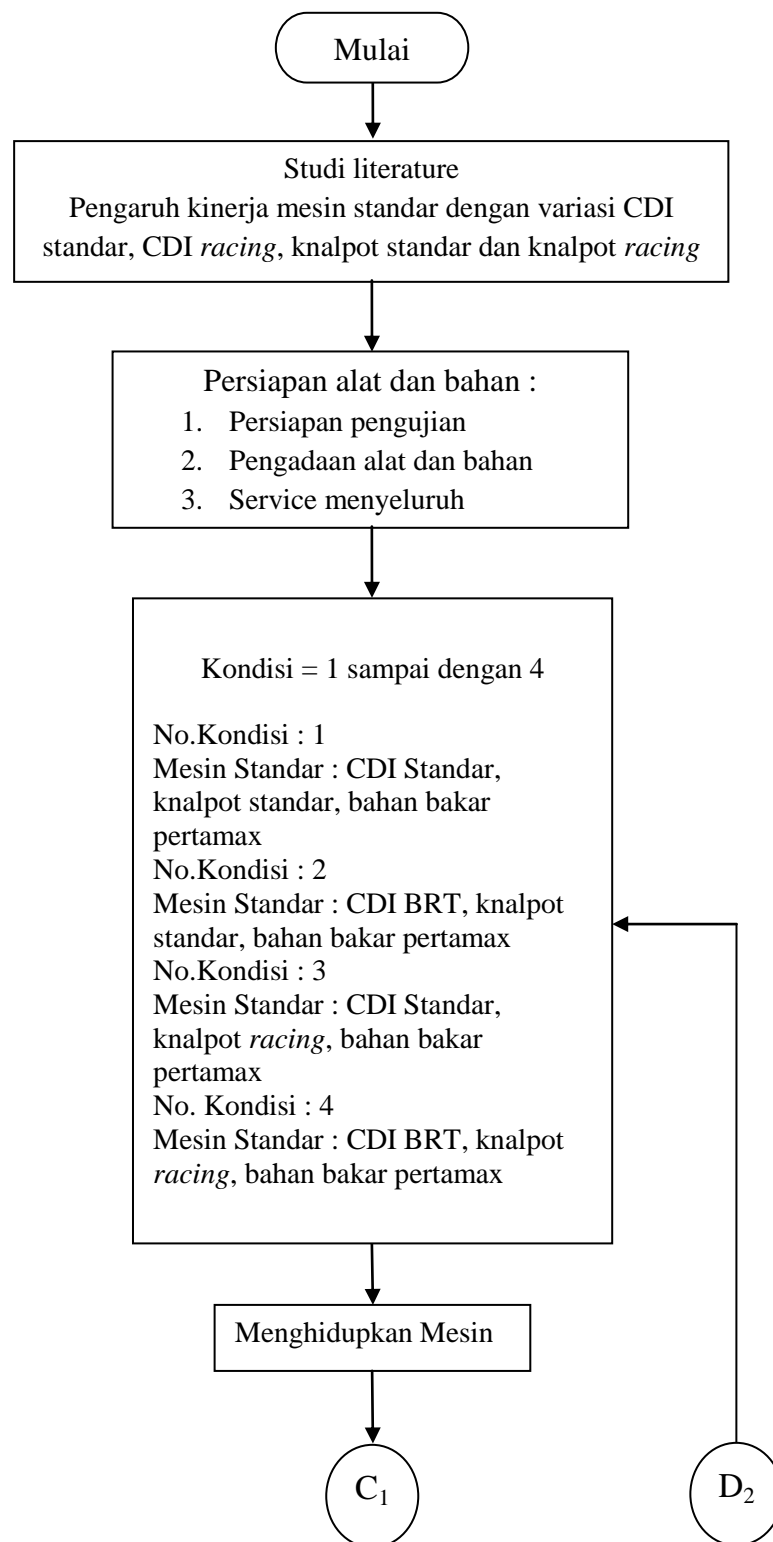 Mulai
Studi literature
Pengaruh kinerja mesin standar dengan variasi CDI
standar, CDI racing, knalpot standar dan knalpot racing
Persiapan alat dan bahan :
1. Persiapan pengujian
2. Pengadaan alat dan bahan
3. Service menyeluruh
Kondisi = 1 sampai dengan 4
No.Kondisi : 1
Mesin Standar : CDI Standar,
knalpot standar, bahan bakar
pertamax
No.Kondisi : 2
Mesin Standar : CDI BRT, knalpot
standar, bahan bakar pertamax
No.Kondisi : 3
Mesin Standar : CDI Standar,
knalpot racing, bahan bakar
pertamax
No. Kondisi : 4
Mesin Standar : CDI BRT, knalpot
racing, bahan bakar pertamax
Menghidupkan Mesin
C₁
D₂